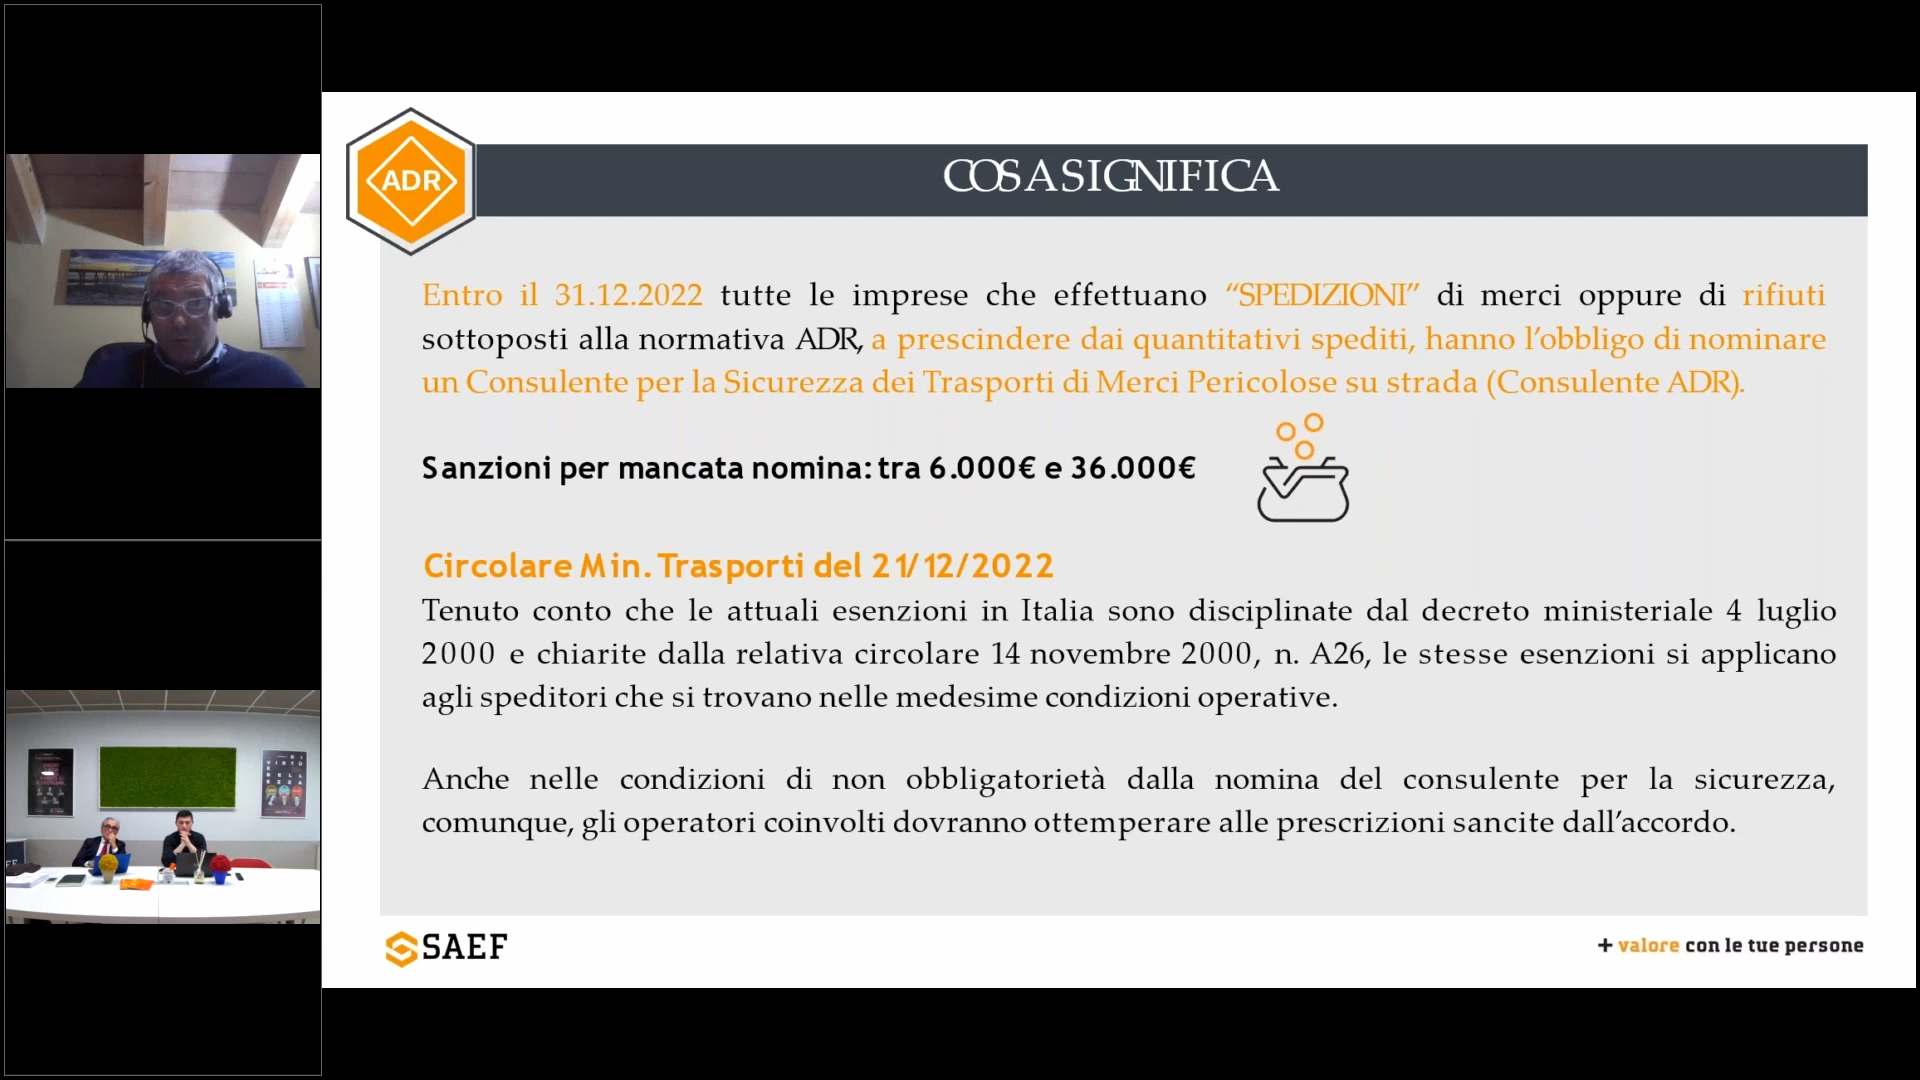 ADR
COSA SIGNIFICA
Entro il 31.12.2022 tutte le imprese che effettuano “SPEDIZIONI” di merci oppure di rifiuti
sottoposti alla normativa ADR, a prescindere dai quantitativi spediti, hanno l’obbligo di nominare
un Consulente per la Sicurezza dei Trasporti di Merci Pericolose su strada (Consulente ADR).
Sanzioni per mancata nomina: tra 6.000€ e 36.000€
Circolare Min. Trasporti del 21/12/2022
Tenuto conto che le attuali esenzioni in Italia sono disciplinate dal decreto ministeriale 4 luglio
2000 e chiarite dalla relativa circolare 14 novembre 2000, n. A26, le stesse esenzioni si applicano
agli speditori che si trovano nelle medesime condizioni operative.
Anche nelle condizioni di non obbligatorietà dalla nomina del consulente per la sicurezza,
comunque, gli operatori coinvolti dovranno ottemperare alle prescrizioni sancite dall’accordo.
SAEF
+ valore con le tue persone